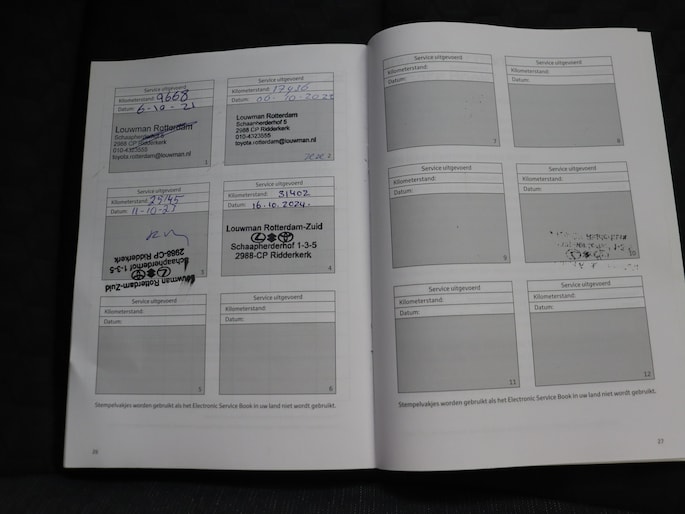 Service uitgevoerd
Kilometerstand: 9668
Datum: 6-10-21
Louwman Rotterdam
Schaapherderhof 5
2988 CP Ridderkerk
010-4323555
toyota.rotterdam@louwman.nl
1
Service uitgevoerd
Kilometerstand:
Datum: 06-10-2022
Louwman Rotterdam
Schaapherderhof 5
2988 CP Ridderkerk
010-4323555
toyota.rotterdam@louwman.nl
Service uitgevoerd
Kilometerstand: 25145
Datum: 11-10-23
Louwman Rotterdam-Zuid
Schaapherderhof 1-3-5
2988-CP Ridderkerk
3
Service uitgevoerd
Kilometerstand: 31402
Datum: 16.10.2024.
Louwman Rotterdam-Zuid
Schaapherderhof 1-3-5
2988-CP Ridderkerk
4
Service uitgevoerd
Kilometerstand:
Datum:
5
Service uitgevoerd
Kilometerstand:
Datum:
6
Stempelvakjes worden gebruikt als het Electronic Service Book in uw land niet wordt gebruikt.
26
Service uitgevoerd
Kilometerstand:
Datum:
7
Service uitgevoerd
Kilometerstand:
Datum:
8
Service uitgevoerd
Kilometerstand:
Datum:
9
Service uitgevoerd
Kilometerstand:
Datum:
10
Service uitgevoerd
Kilometerstand:
Datum:
11
Service uitgevoerd
Kilometerstand:
Datum:
12
Stempelvakjes worden gebruikt als het Electronic Service Book in uw land niet wordt gebruikt.
27